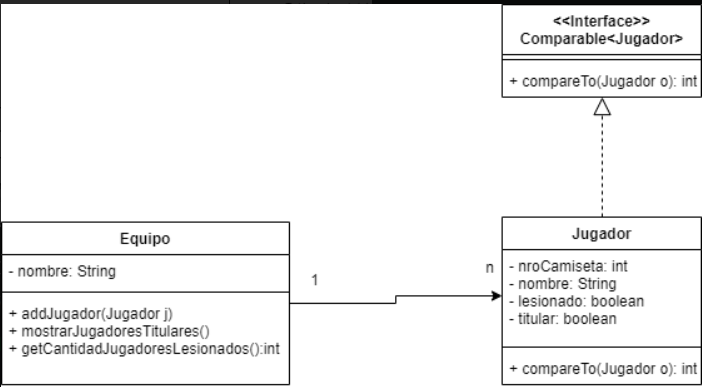 <<Interface>>
Comparable<Jugador>
+ compareTo(Jugador o): int
Equipo
- nombre: String
+ addJugador(Jugador j)
+ mostrarJugadoresTitulares()
+ getCantidadJugadoresLesionados():int
1
n
Jugador
- nroCamiseta: int
- nombre: String
- lesionado: boolean
- titular: boolean
+ compareTo(Jugador o): int